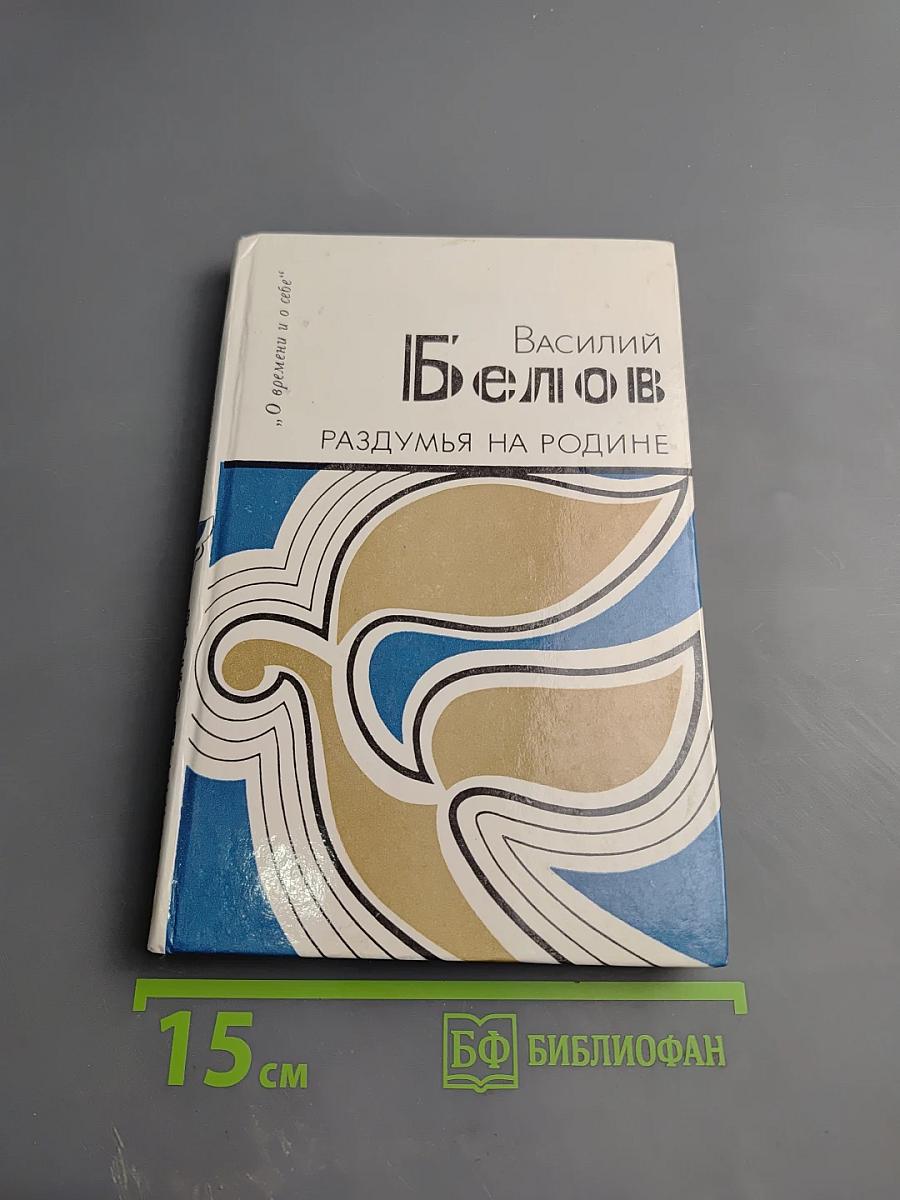 „О времени и о себе“
Василий
Белов
РАЗДУМЬЯ НА РОДИНЕ
15 см
БФ БИБЛИОФАН